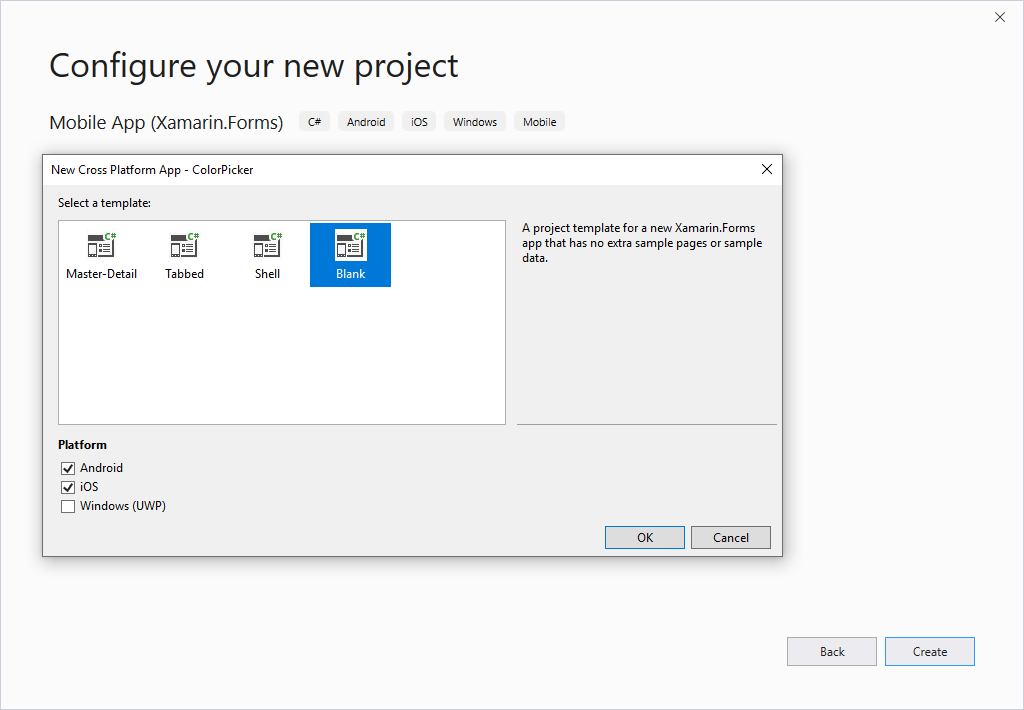 Configure your new project
Mobile App (Xamarin.Forms) C# Android iOS Windows Mobile
New Cross Platform App - ColorPicker
Select a template:
C# C# C# C#
Master-Detail Tabbed Shell Blank
A project template for a new Xamarin.Forms
app that has no extra sample pages or sample
data.
Platform
Android
iOS
Windows (UWP)
OK Cancel
Back Create